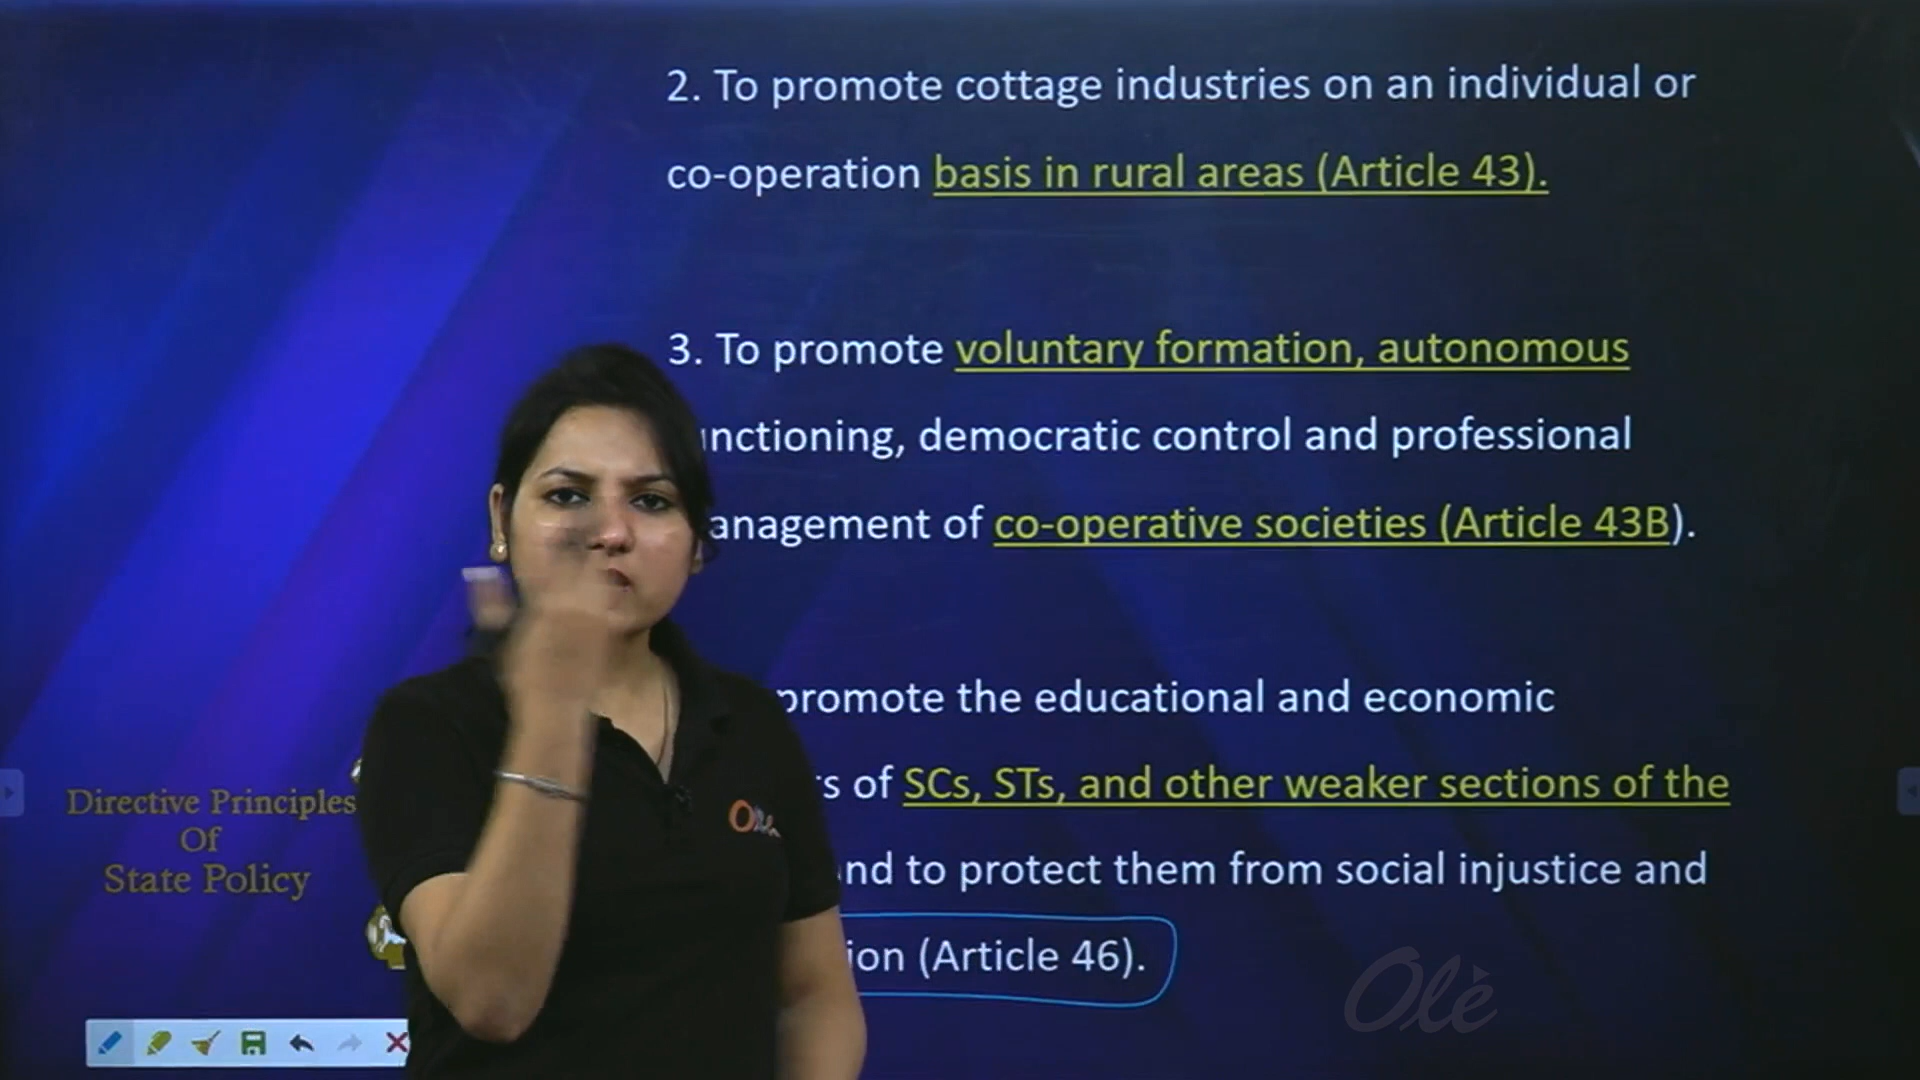 2. To promote cottage industries on an individual or
co-operation basis in rural areas (Article 43).
3. To promote voluntary formation, autonomous
nctioning, democratic control and professional
anagement of co-operative societies (Article 43B).
promote the educational and economic
s of SCs, STs, and other weaker sections of the
nd to protect them from social injustice and
ion (Article 46).
Directive Principles
Of
State Policy
Ole
Olė